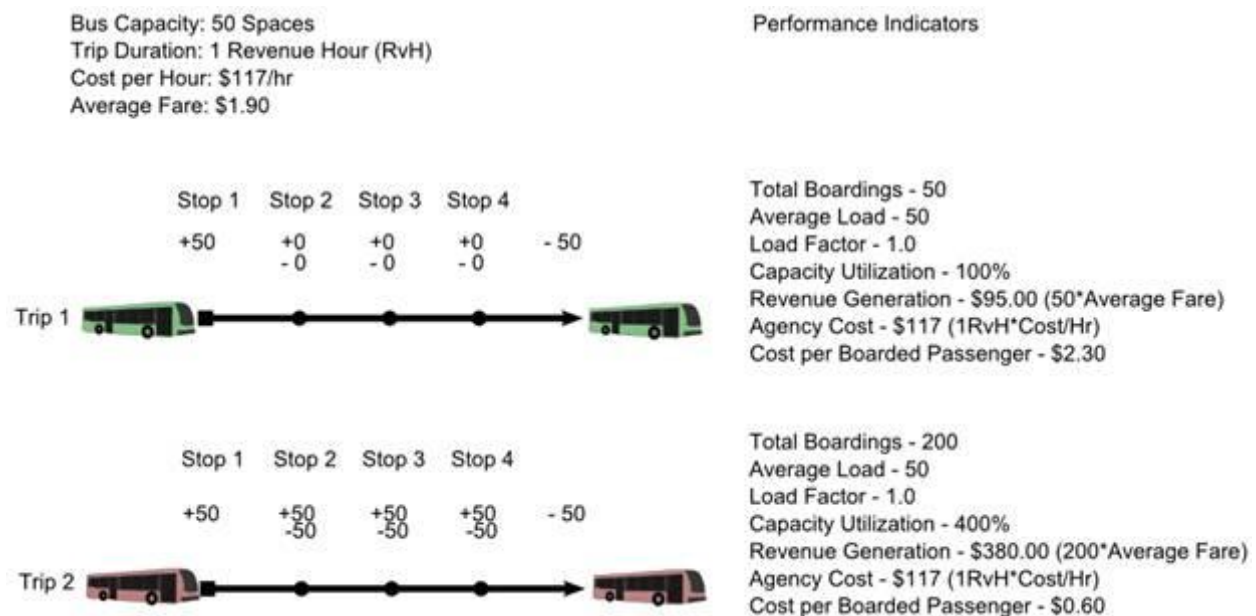 Bus Capacity: 50 Spaces
Trip Duration: 1 Revenue Hour (RvH)
Cost per Hour: $117/hr
Average Fare: $1.90
Performance Indicators
Stop 1 Stop 2 Stop 3 Stop 4
+50 +0 +0 +0 - 50
- 0 - 0 - 0
Trip 1
Total Boardings - 50
Average Load - 50
Load Factor - 1.0
Capacity Utilization - 100%
Revenue Generation - $95.00 (50*Average Fare)
Agency Cost - $117 (1RvH*Cost/Hr)
Cost per Boarded Passenger - $2.30
Stop 1 Stop 2 Stop 3 Stop 4
+50 +50 +50 +50 - 50
-50 -50 -50
Trip 2
Total Boardings - 200
Average Load - 50
Load Factor - 1.0
Capacity Utilization - 400%
Revenue Generation - $380.00 (200*Average Fare)
Agency Cost - $117 (1RvH*Cost/Hr)
Cost per Boarded Passenger - $0.60